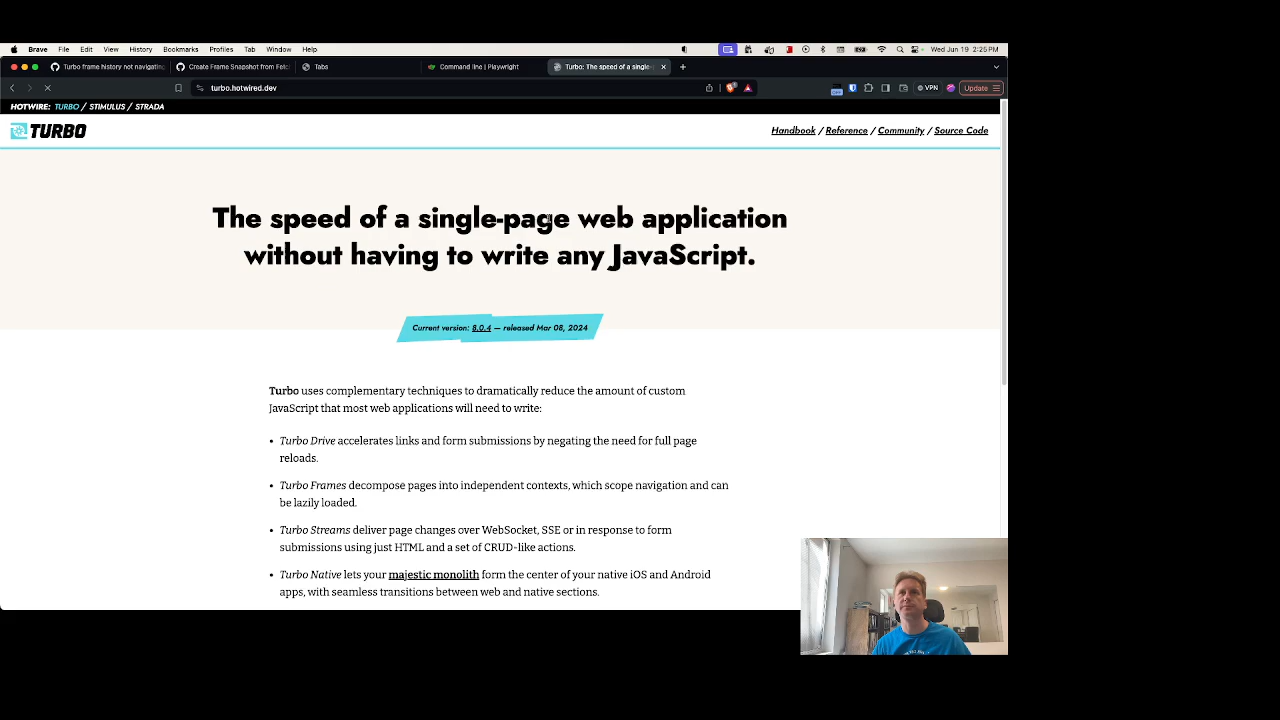 Brave File Edit View History Bookmarks Profiles Tab Window Help Wed Jun 19 2:25 PM
Turbo frame history not navigating Create Frame Snapshot from Fetc Tabs Command line | Playwright Turbo: The speed of a single-
turbo.hotwired.dev VPN Update
HOTWIRE: TURBO / STIMULUS / STRADA
TURBO
Handbook / Reference / Community / Source Code
The speed of a single-page web application
without having to write any JavaScript.
Current version: 8.0.4 — released Mar 08, 2024
Turbo uses complementary techniques to dramatically reduce the amount of custom
JavaScript that most web applications will need to write:
• Turbo Drive accelerates links and form submissions by negating the need for full page
reloads.
• Turbo Frames decompose pages into independent contexts, which scope navigation and can
be lazily loaded.
• Turbo Streams deliver page changes over WebSocket, SSE or in response to form
submissions using just HTML and a set of CRUD-like actions.
• Turbo Native lets your majestic monolith form the center of your native iOS and Android
apps, with seamless transitions between web and native sections.